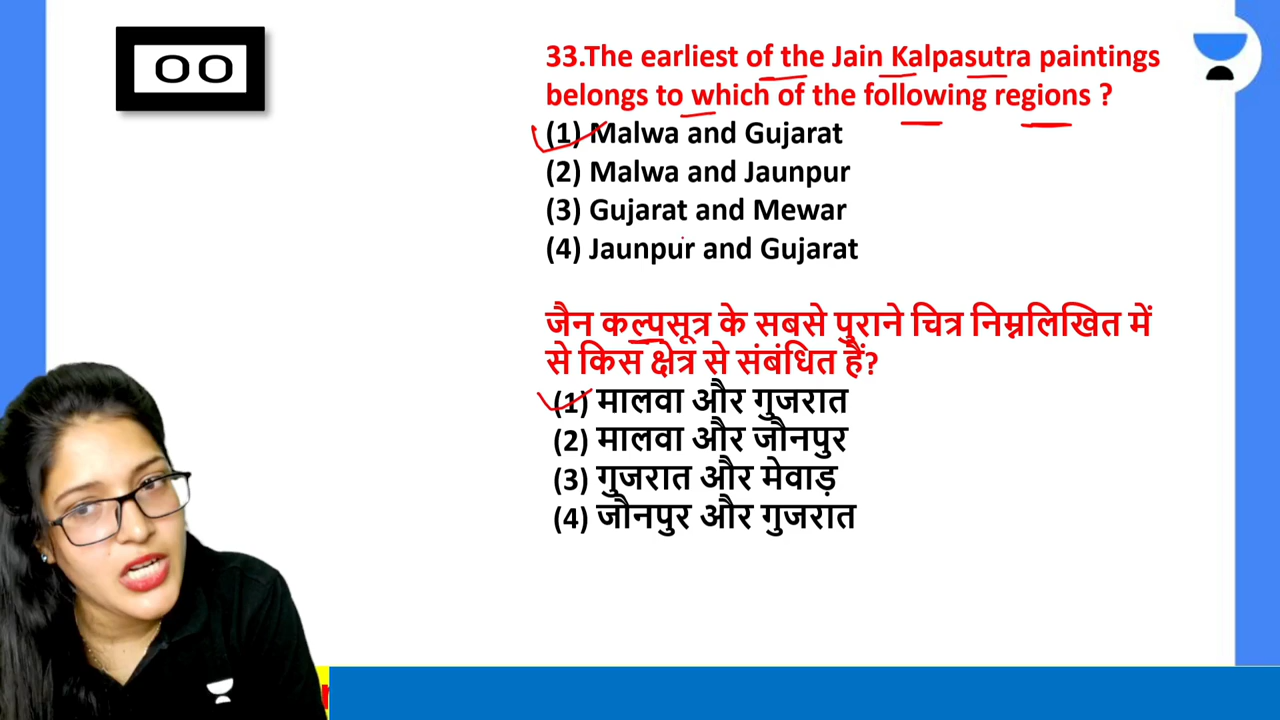 00
33.The earliest of the Jain Kalpasutra paintings
belongs to which of the following regions ?
(1) Malwa and Gujarat
(2) Malwa and Jaunpur
(3) Gujarat and Mewar
(4) Jaunpur and Gujarat
जैन कल्पसूत्र के सबसे पुराने चित्र निम्नलिखित में
से किस क्षेत्र से संबंधित हैं?
(1) मालवा और गुजरात
(2) मालवा और जौनपुर
(3) गुजरात और मेवाड़
(4) जौनपुर और गुजरात